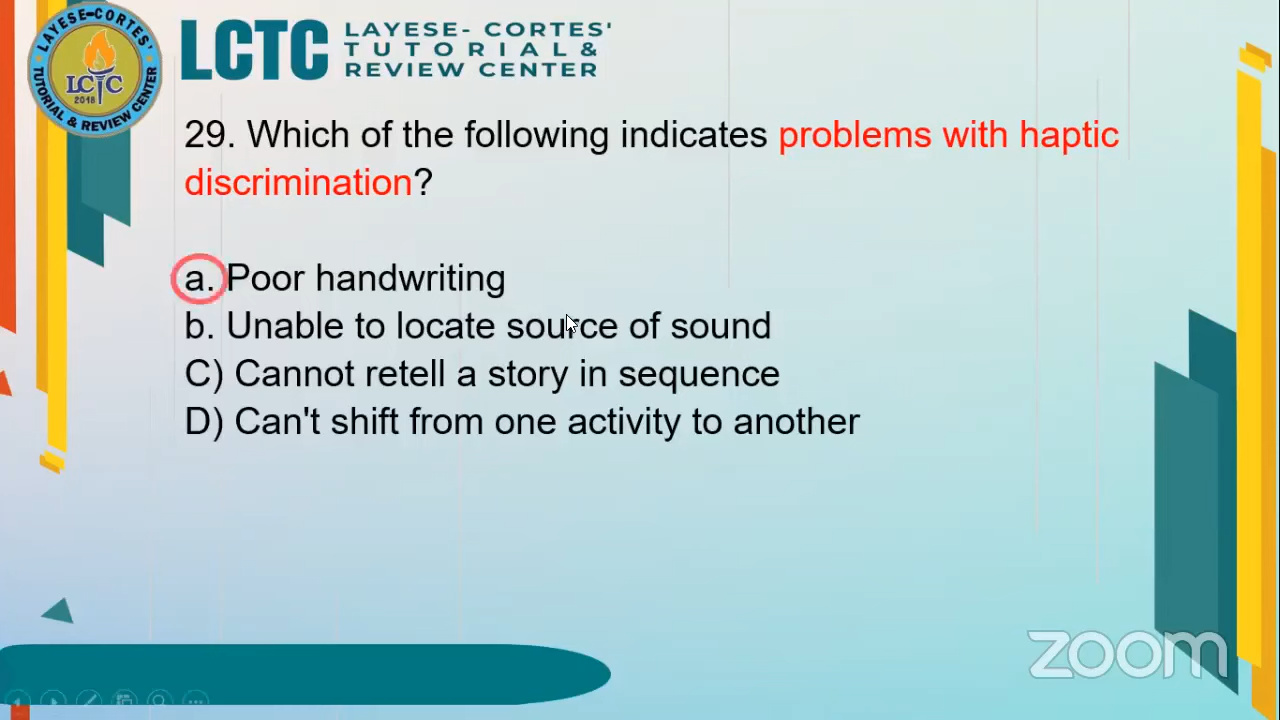 LAYESE-CORTES'
LCTC
2018
TUTORIAL & REVIEW CENTER
LCTC
LAYESE- CORTES'
TUTORIAL &
REVIEW CENTER
29. Which of the following indicates problems with haptic
discrimination?
a. Poor handwriting
b. Unable to locate source of sound
C) Cannot retell a story in sequence
D) Can't shift from one activity to another
zoom